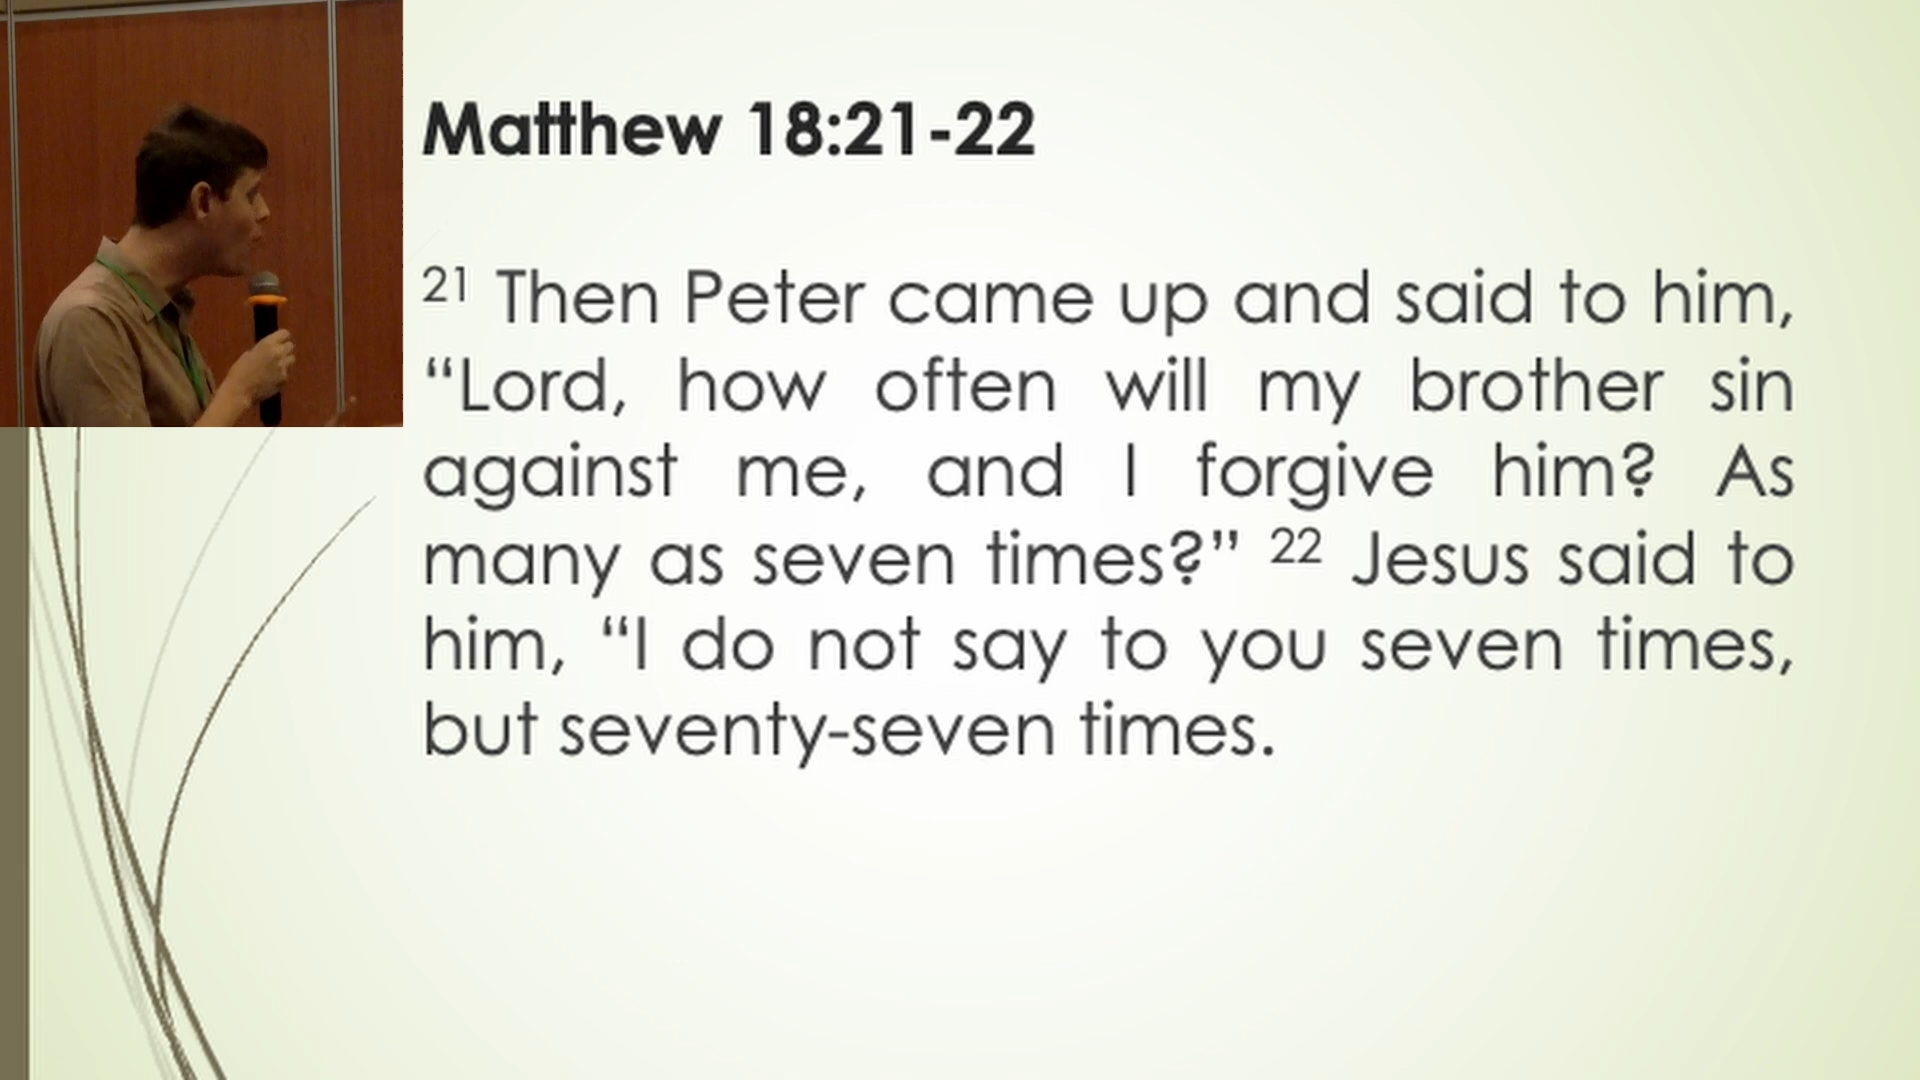 Matthew 18:21-22
21 Then Peter came up and said to him,
“Lord, how often will my brother sin
against me, and I forgive him? As
many as seven times?” 22 Jesus said to
him, “I do not say to you seven times,
but seventy-seven times.